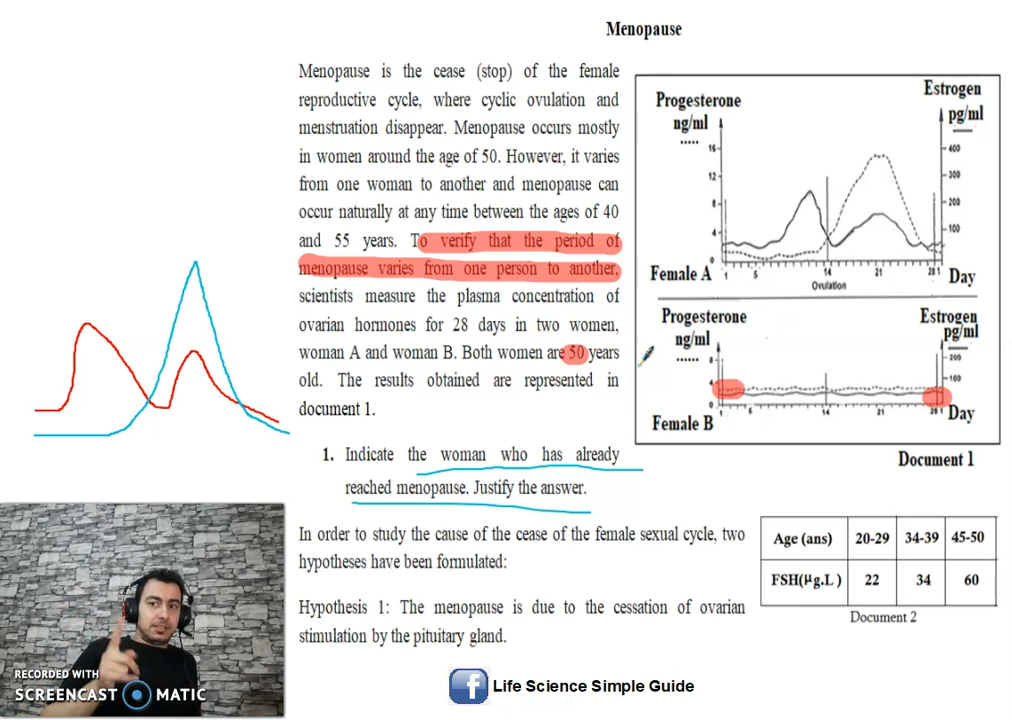 Menopause
Menopause is the cease (stop) of the female
reproductive cycle, where cyclic ovulation and
menstruation disappear. Menopause occurs mostly
in women around the age of 50. However, it varies
from one woman to another and menopause can
occur naturally at any time between the ages of 40
and 55 years. To verify that the period of
menopause varies from one person to another,
scientists measure the plasma concentration of
ovarian hormones for 28 days in two women,
woman A and woman B. Both women are 50 years
old. The results obtained are represented in
document 1.
1. Indicate the woman who has already
reached menopause. Justify the answer.
Progesterone
ng/ml
Estrogen
pg/ml
16
12
8
4
0
400
300
200
100
Female A
1
14
21
28 1
Day
Ovulation
Progesterone
ng/ml
Estrogen
pg/ml
8
4
0
200
100
1
14
21
28 1
Day
Female B
Document 1
In order to study the cause of the cease of the female sexual cycle, two
hypotheses have been formulated:
Hypothesis 1: The menopause is due to the cessation of ovarian
stimulation by the pituitary gland.
Age (ans) 20-29 34-39 45-50
FSH(µg.L) 22 34 60
Document 2
RECORDED WITH
SCREENCAST MATIC
f Life Science Simple Guide